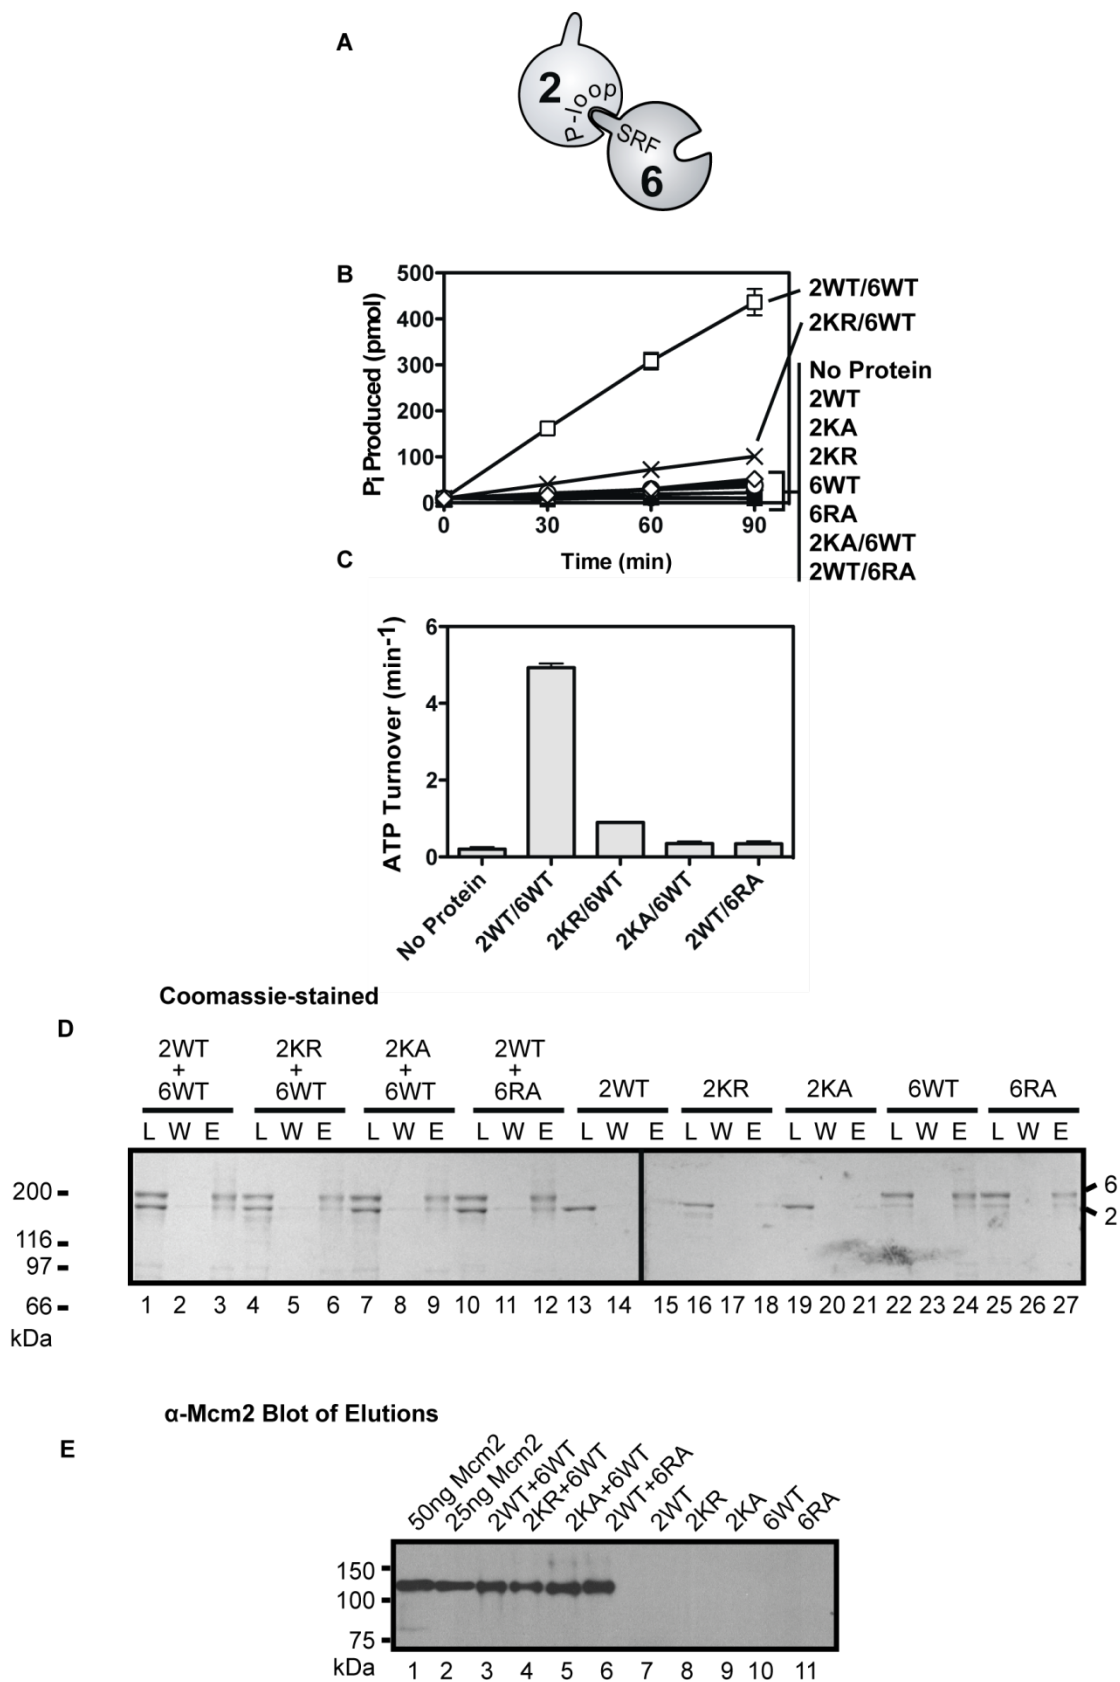 A
2
P-loop
SRF
6
B
Pi Produced (pmol)
500
400
300
200
100
0
0 30 60 90
Time (min)
2WT/6WT
2KR/6WT
No Protein
2WT
2KA
2KR
6WT
6RA
2KA/6WT
2WT/6RA
C
ATP Turnover (min-1)
6
4
2
0
No Protein
2WT/6WT
2KR/6WT
2KA/6WT
2WT/6RA
Coomassie-stained
D
2WT + 6WT
2KR + 6WT
2KA + 6WT
2WT + 6RA
2WT
2KR
2KA
6WT
6RA
L W E L W E L W E L W E L W E L W E L W E L W E L W E
200
116
97
66
kDa
6
2
1 2 3 4 5 6 7 8 9 10 11 12 13 14 15 16 17 18 19 20 21 22 23 24 25 26 27
α-Mcm2 Blot of Elutions
E
50ng Mcm2
25ng Mcm2
2WT+6WT
2KR+6WT
2KA+6WT
2WT+6RA
2WT
2KR
2KA
6WT
6RA
150
100
75
kDa
1 2 3 4 5 6 7 8 9 10 11